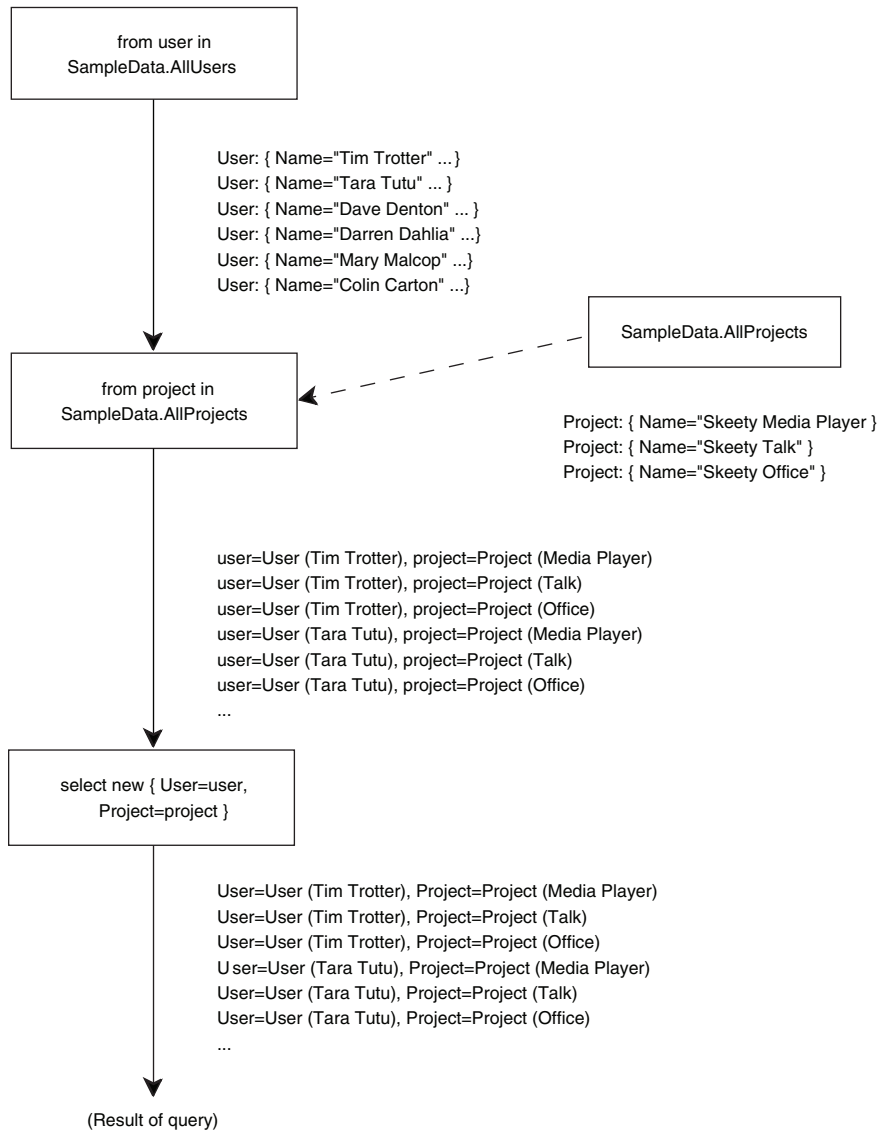 from user in
SampleData.AllUsers
User: { Name="Tim Trotter" ... }
User: { Name="Tara Tutu" ... }
User: { Name="Dave Denton" ... }
User: { Name="Darren Dahlia" ...}
User: { Name="Mary Malcop" ...}
User: { Name="Colin Carton" ...}
SampleData.AllProjects
from project in
SampleData.AllProjects
Project: { Name="Skeety Media Player }
Project: { Name="Skeety Talk" }
Project: { Name="Skeety Office" }
user=User (Tim Trotter), project=Project (Media Player)
user=User (Tim Trotter), project=Project (Talk)
user=User (Tim Trotter), project=Project (Office)
user=User (Tara Tutu), project=Project (Media Player)
user=User (Tara Tutu), project=Project (Talk)
user=User (Tara Tutu), project=Project (Office)
...
select new { User=user,
Project=project }
User=User (Tim Trotter), Project=Project (Media Player)
User=User (Tim Trotter), Project=Project (Talk)
User=User (Tim Trotter), Project=Project (Office)
User=User (Tara Tutu), Project=Project (Media Player)
User=User (Tara Tutu), Project=Project (Talk)
User=User (Tara Tutu), Project=Project (Office)
...
(Result of query)